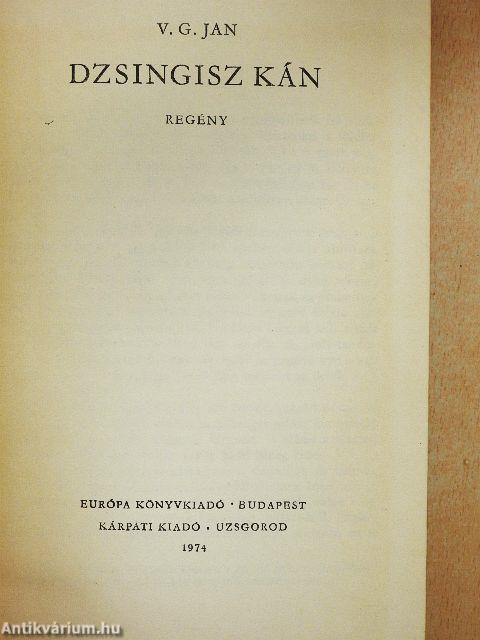 V. G. JAN
DZSINGISZ KÁN
REGÉNY
EURÓPA KÖNYVKIADÓ · BUDAPEST
KÁRPÁTI KIADÓ · UZSGOROD
1974
Antikvárium.hu